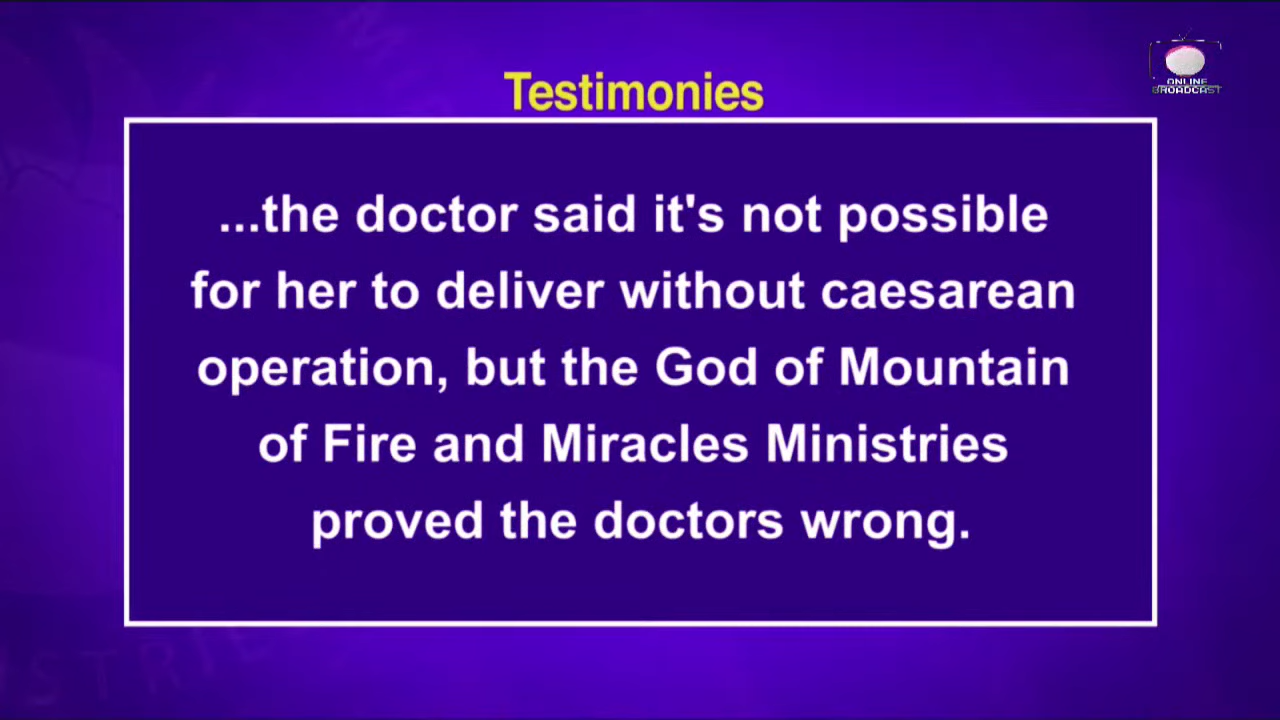 Testimonies
ONLINE
BROADCAST
...the doctor said it's not possible
for her to deliver without caesarean
operation, but the God of Mountain
of Fire and Miracles Ministries
proved the doctors wrong.